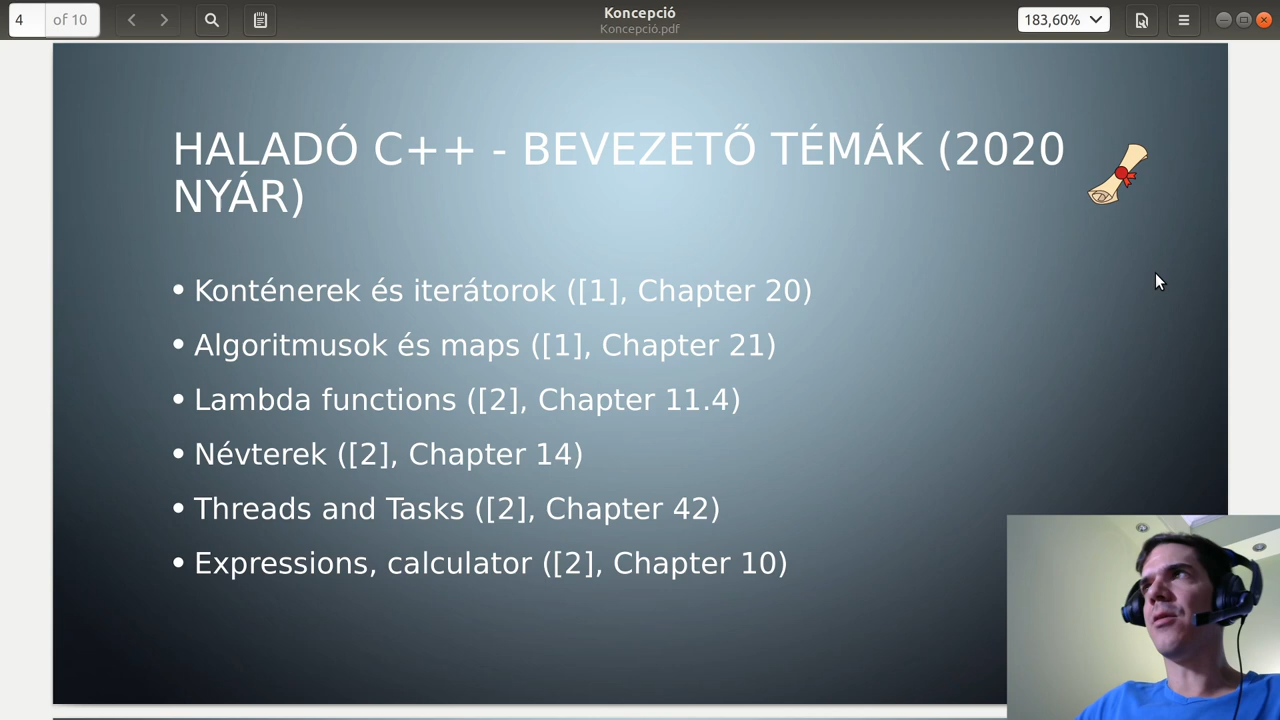 4 of 10
Koncepció
Koncepció.pdf
183,60%
HALADÓ C++ - BEVEZETŐ TÉMÁK (2020
NYÁR)
• Konténerek és iterátorok ([1], Chapter 20)
• Algoritmusok és maps ([1], Chapter 21)
• Lambda functions ([2], Chapter 11.4)
• Névterek ([2], Chapter 14)
• Threads and Tasks ([2], Chapter 42)
• Expressions, calculator ([2], Chapter 10)